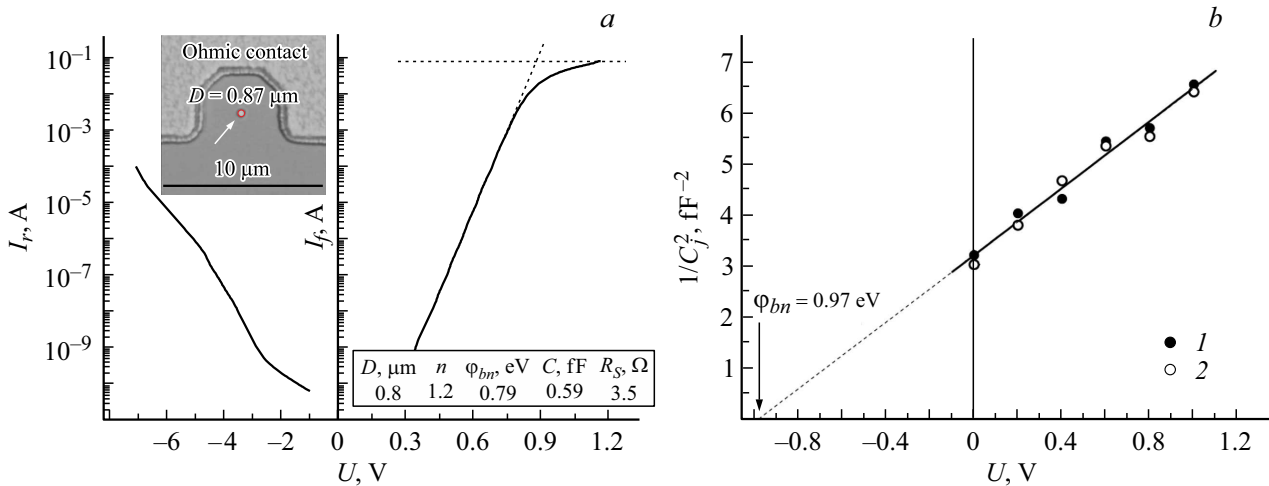 a
I_r, A
10^−1
10^−3
10^−5
10^−7
10^−9
Ohmic contact
D = 0.87 μm
10 μm
I_f, A
D, μm n φ_bn, eV C, fF R_S, Ω
0.8 1.2 0.79 0.59 3.5
−6 −4 −2 0 0.3 0.6 0.9 1.2
U, V
b
1/C_j^2, fF^−2
7
6
5
4
3
2
1
φ_bn = 0.97 eV
1
2
−0.8 −0.4 0 0.4 0.8 1.2
U, V